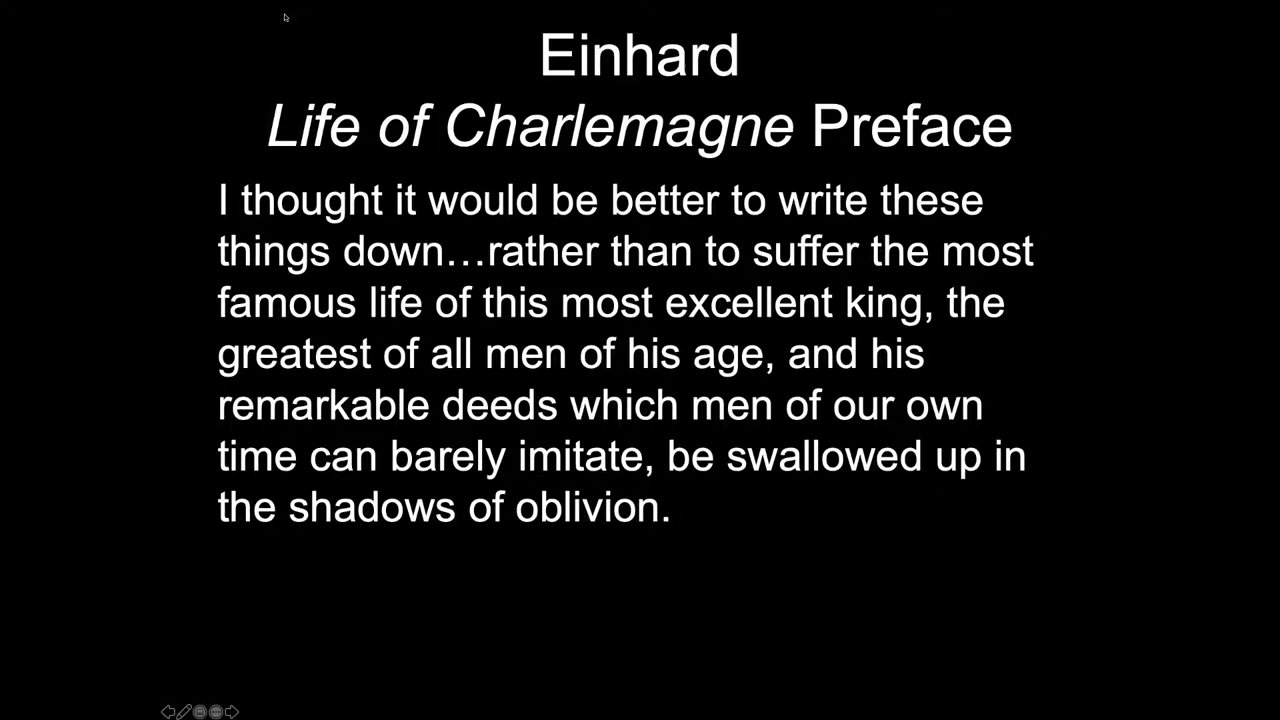 Einhard
Life of Charlemagne Preface
I thought it would be better to write these
things down…rather than to suffer the most
famous life of this most excellent king, the
greatest of all men of his age, and his
remarkable deeds which men of our own
time can barely imitate, be swallowed up in
the shadows of oblivion.